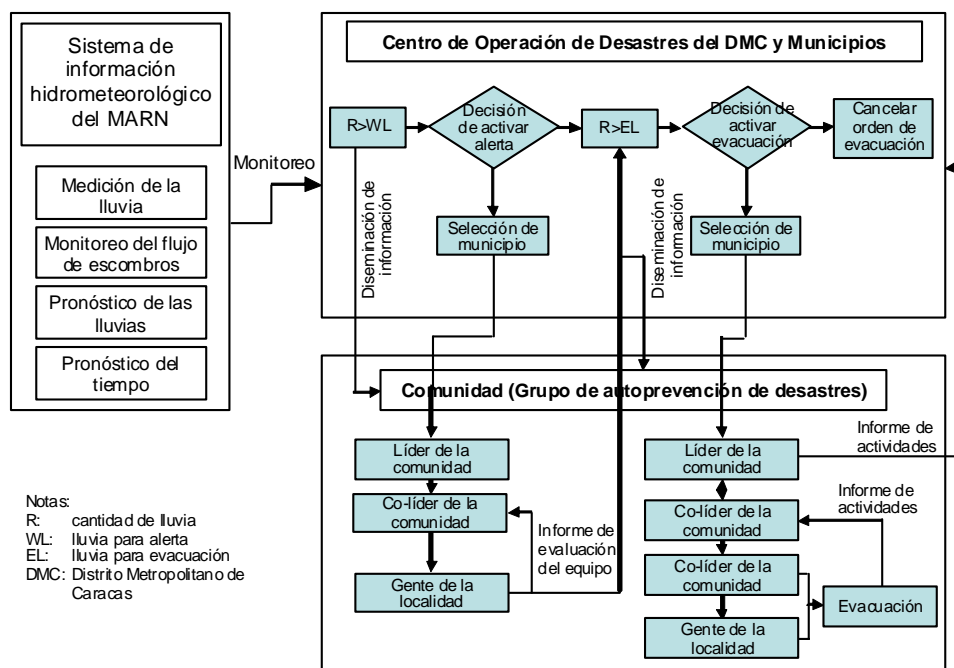 Sistema de
información
hidrometeorológico
del MARN
Medición de la
lluvia
Monitoreo del flujo
de escombros
Pronóstico de las
lluvias
Pronóstico del
tiempo
Monitoreo
Centro de Operación de Desastres del DMC y Municipios
R>WL
Decisión
de activar
alerta
R>EL
Decisión de
activar
evacuación
Cancelar
orden de
evacuación
Diseminación de
información
Selección de
municipio
Diseminación de
información
Selección de
municipio
Comunidad (Grupo de autoprevención de desastres)
Líder de la
comunidad
Co-líder de la
comunidad
Gente de la
localidad
Informe de
evaluación
del equipo
Líder de la
comunidad
Co-líder de la
comunidad
Co-líder de la
comunidad
Gente de la
localidad
Informe de
actividades
Informe de
actividades
Evacuación
Notas:
R: cantidad de lluvia
WL: lluvia para alerta
EL: lluvia para evacuación
DMC: Distrito Metropolitano de
Caracas